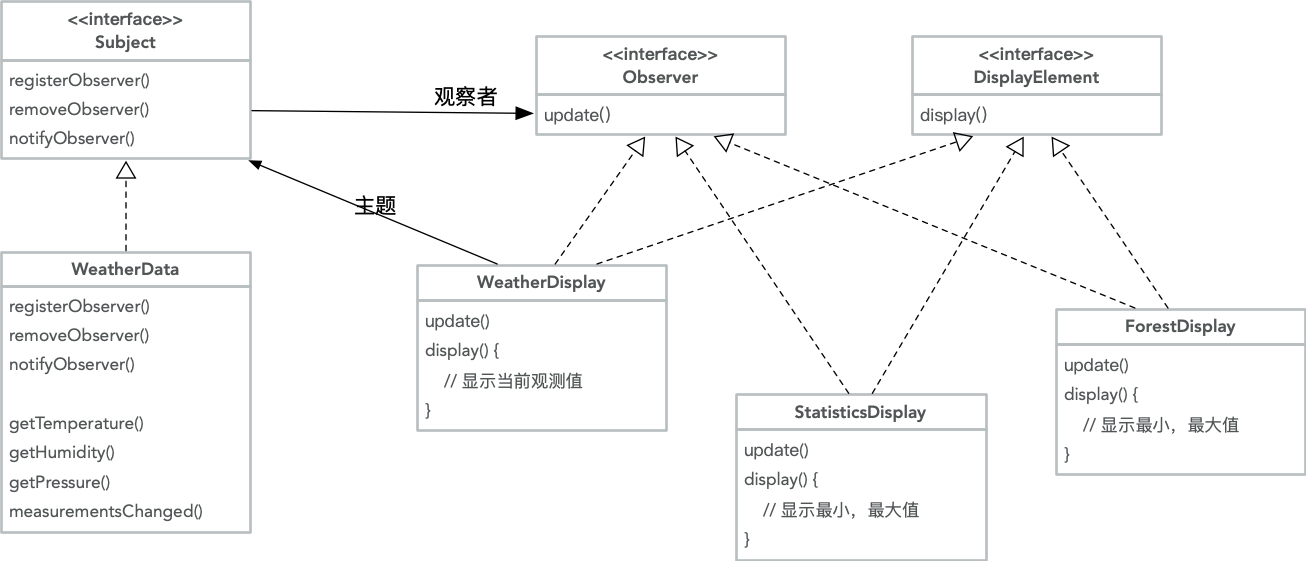 <<interface>>
Subject
registerObserver()
removeObserver()
notifyObserver()
观察者
<<interface>>
Observer
update()
<<interface>>
DisplayElement
display()
主题
WeatherData
registerObserver()
removeObserver()
notifyObserver()
getTemperature()
getHumidity()
getPressure()
measurementsChanged()
WeatherDisplay
update()
display() {
// 显示当前观测值
}
StatisticsDisplay
update()
display() {
// 显示最小，最大值
}
ForestDisplay
update()
display() {
// 显示最小，最大值
}